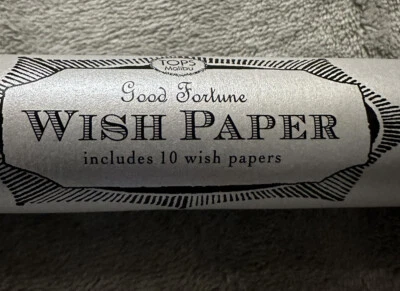 TOPS
Malibu
Good Fortune
WISH PAPER
includes 10 wish papers